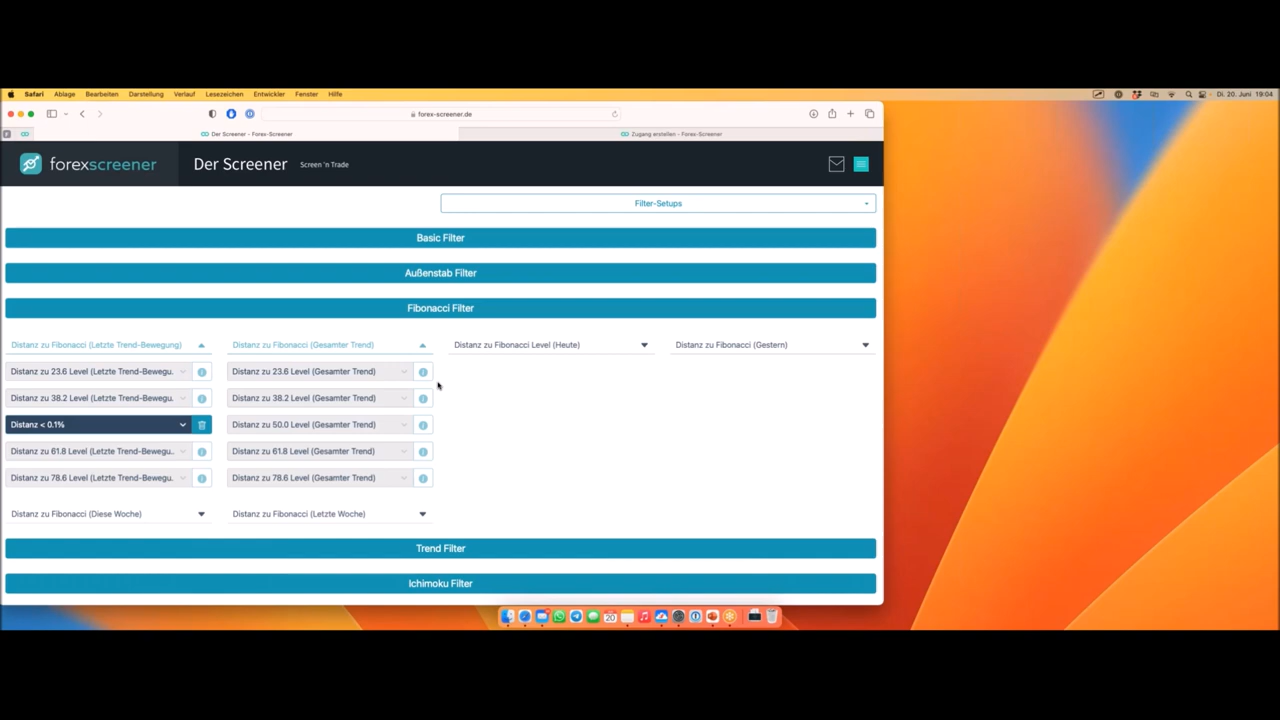 Safari Ablage Bearbeiten Darstellung Verlauf Lesezeichen Entwickler Fenster Hilfe Di. 20. Juni 19:04
forex-screener.de
Der Screener - Forex-Screener Zugang erstellen - Forex-Screener
forexscreener Der Screener Screen 'n Trade
Filter-Setups
Basic Filter
Außenstab Filter
Fibonacci Filter
Distanz zu Fibonacci (Letzte Trend-Bewegung) Distanz zu Fibonacci (Gesamter Trend) Distanz zu Fibonacci Level (Heute) Distanz zu Fibonacci (Gestern)
Distanz zu 23.6 Level (Letzte Trend-Bewegu. Distanz zu 23.6 Level (Gesamter Trend)
Distanz zu 38.2 Level (Letzte Trend-Bewegu. Distanz zu 38.2 Level (Gesamter Trend)
Distanz < 0.1% Distanz zu 50.0 Level (Gesamter Trend)
Distanz zu 61.8 Level (Letzte Trend-Bewegu.. Distanz zu 61.8 Level (Gesamter Trend)
Distanz zu 78.6 Level (Letzte Trend-Bewegu. Distanz zu 78.6 Level (Gesamter Trend)
Distanz zu Fibonacci (Diese Woche) Distanz zu Fibonacci (Letzte Woche)
Trend Filter
Ichimoku Filter
20